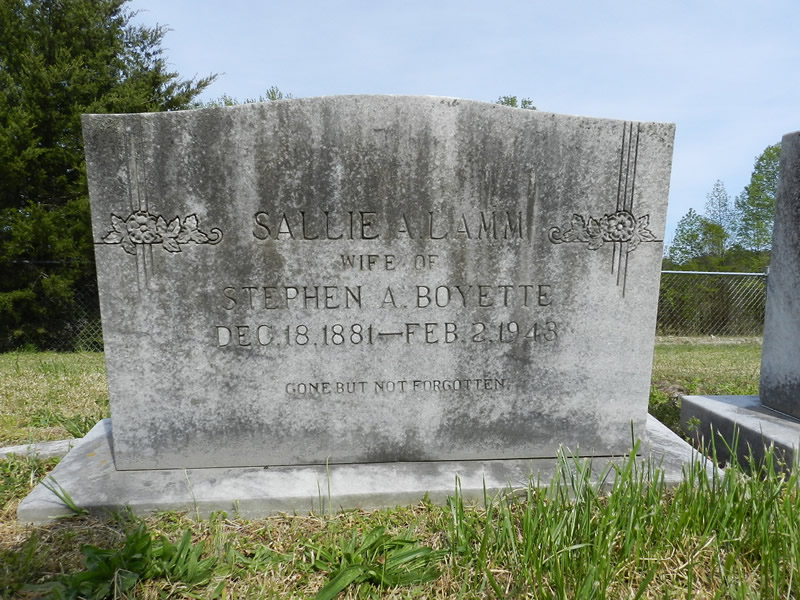 SALLIE A. LAMM
WIFE OF
STEPHEN A. BOYETTE
DEC. 18, 1881—FEB. 2, 1943
GONE BUT NOT FORGOTTEN.